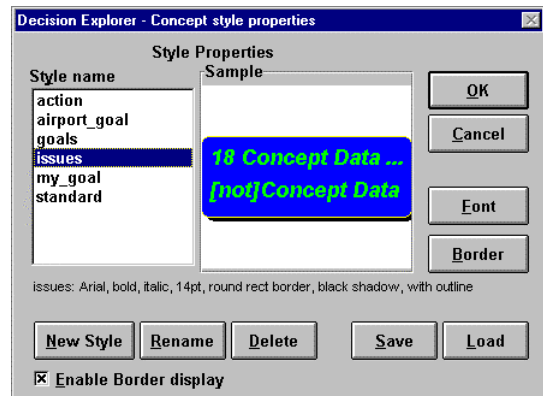 Decision Explorer - Concept style properties
Style Properties
Style name
Sample
action
airport_goal
goals
issues
my_goal
standard
18 Concept Data ...
[not]Concept Data
OK
Cancel
Font
Border
issues: Arial, bold, italic, 14pt, round rect border, black shadow, with outline
New Style
Rename
Delete
Save
Load
Enable Border display